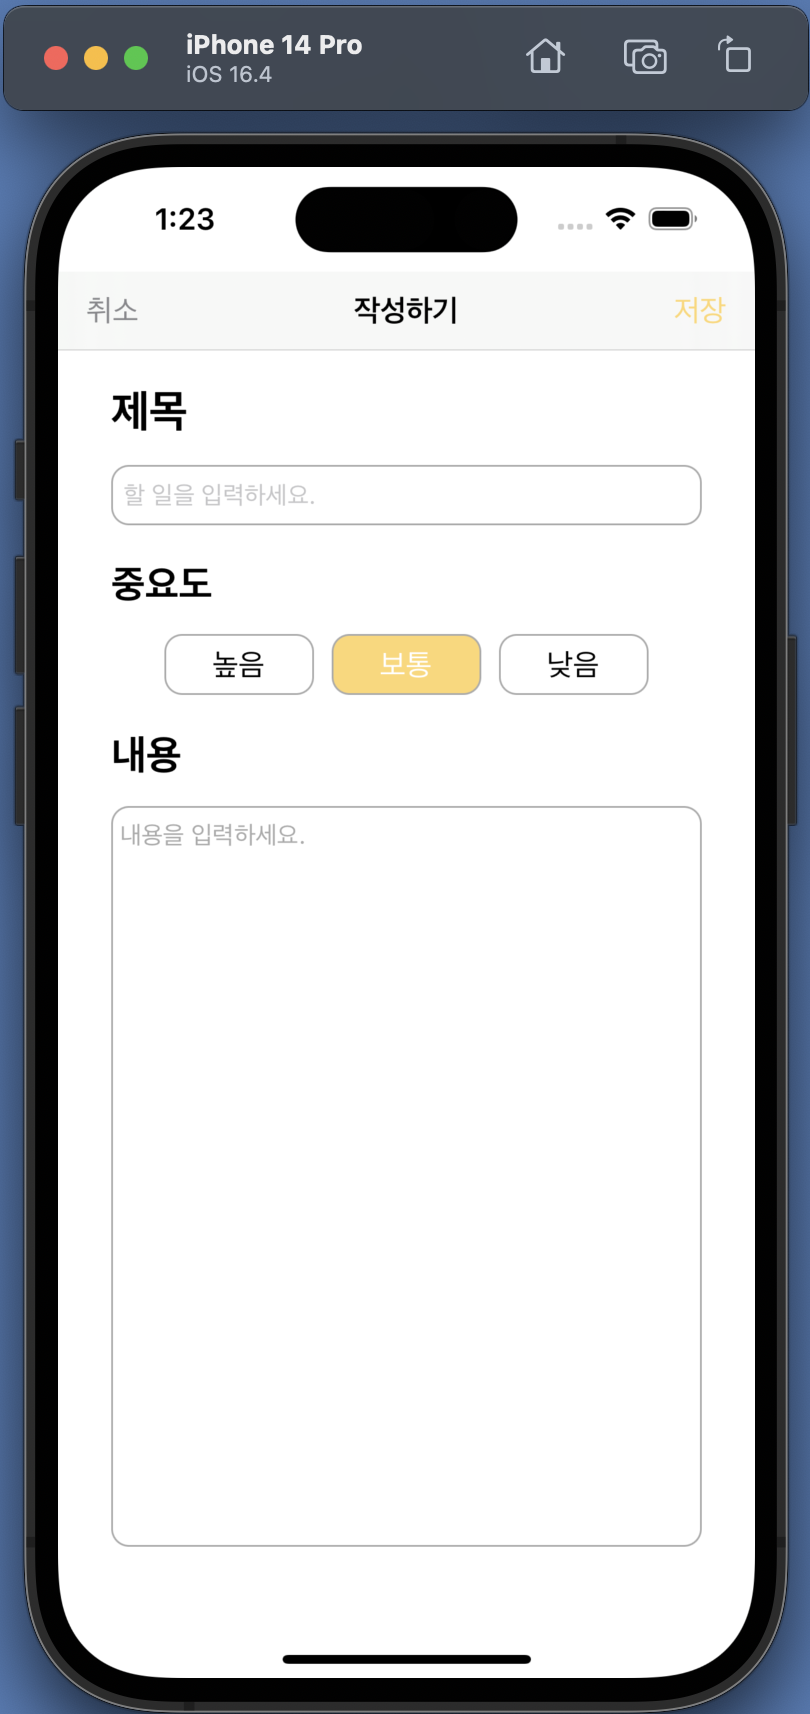 iPhone 14 Pro
iOS 16.4
1:23
취소 작성하기 저장
제목
할 일을 입력하세요.
중요도
높음 보통 낮음
내용
내용을 입력하세요.